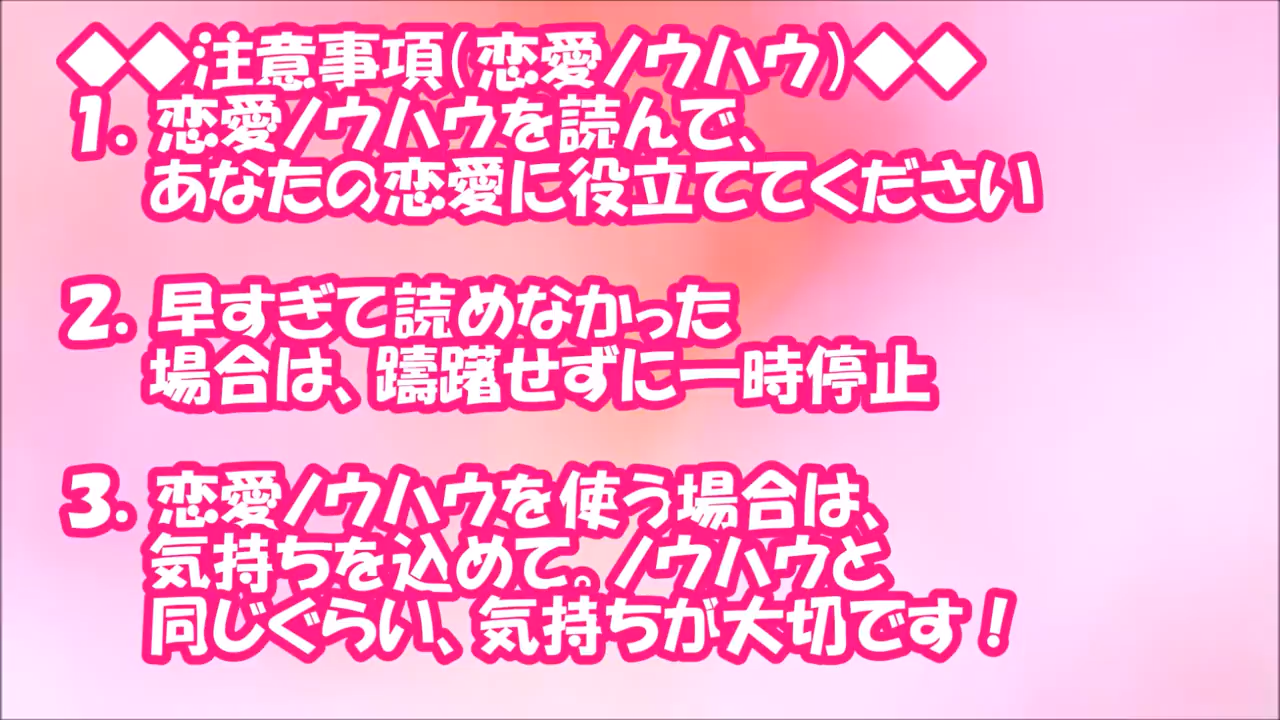 ◆◆注意事項(恋愛ノウハウ)◆◆
1. 恋愛ノウハウを読んで、
あなたの恋愛に役立ててください
2. 早すぎて読めなかった
場合は、躊躇せずに一時停止
3. 恋愛ノウハウを使う場合は、
気持ちを込めて。ノウハウと
同じぐらい、気持ちが大切です!